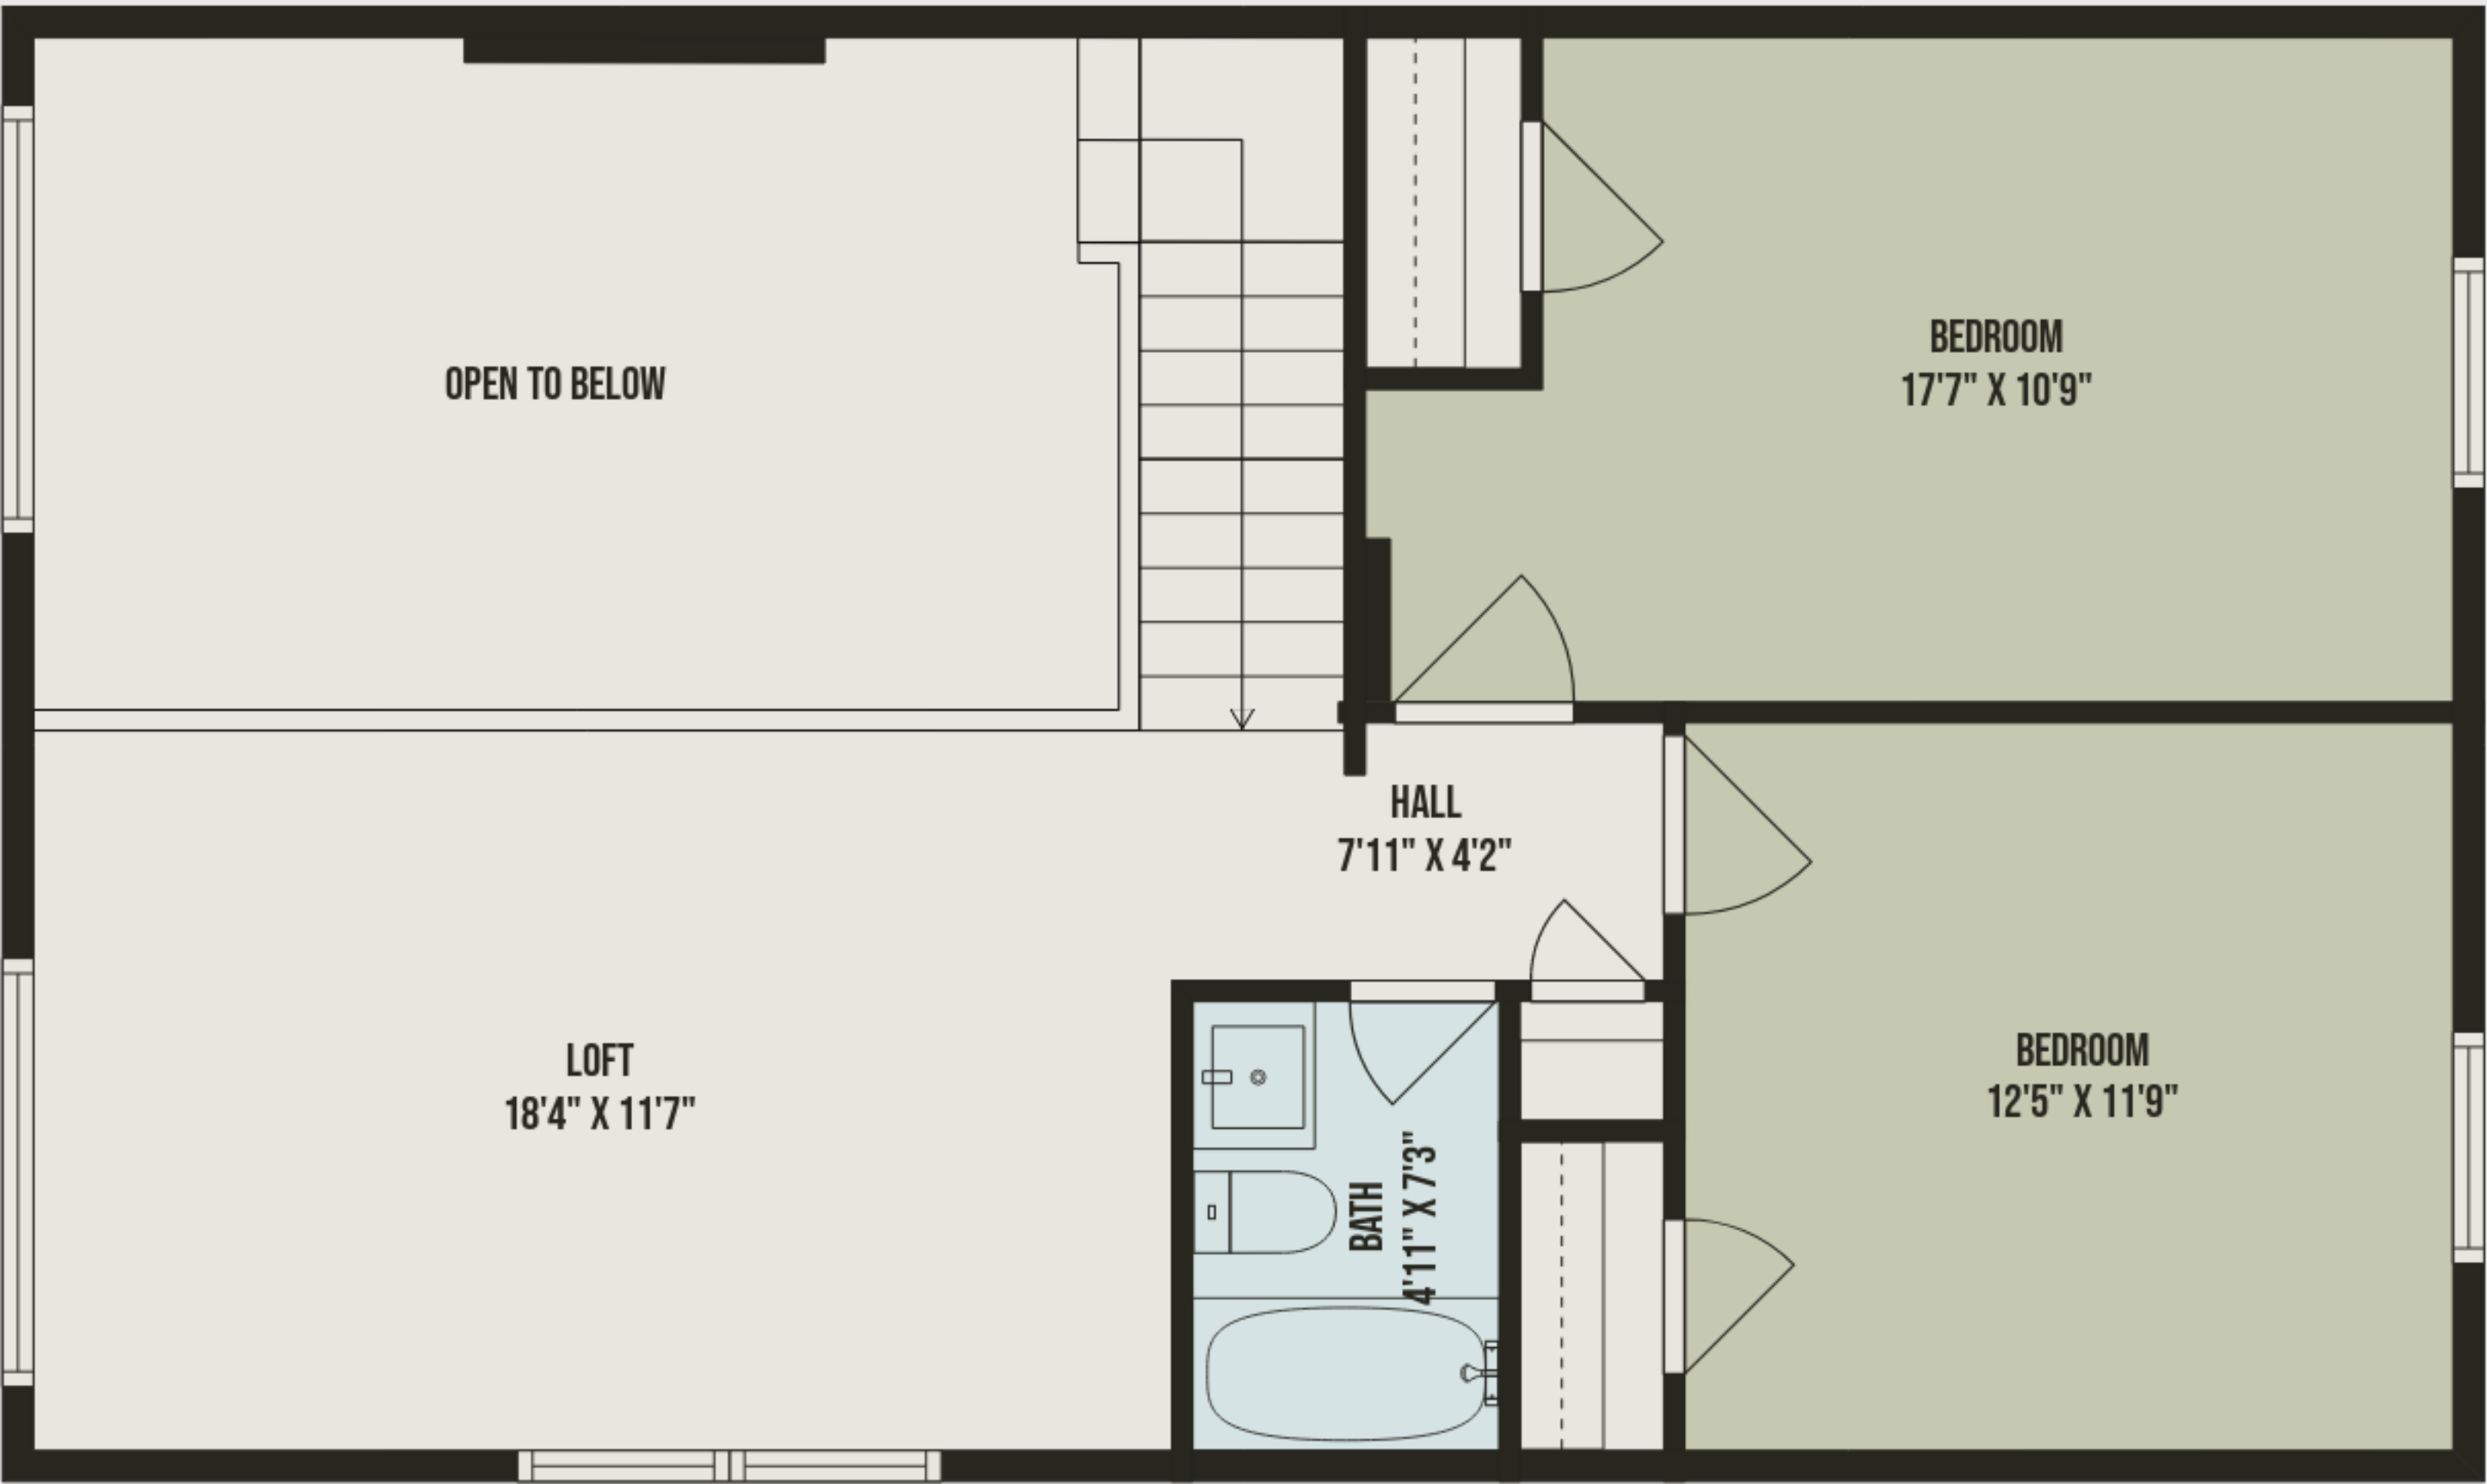 OPEN TO BELOW
BEDROOM
17'7" X 10'9"
HALL
7'11" X 4'2"
LOFT
18'4" X 11'7"
BATH
4'11" X 7'3"
BEDROOM
12'5" X 11'9"